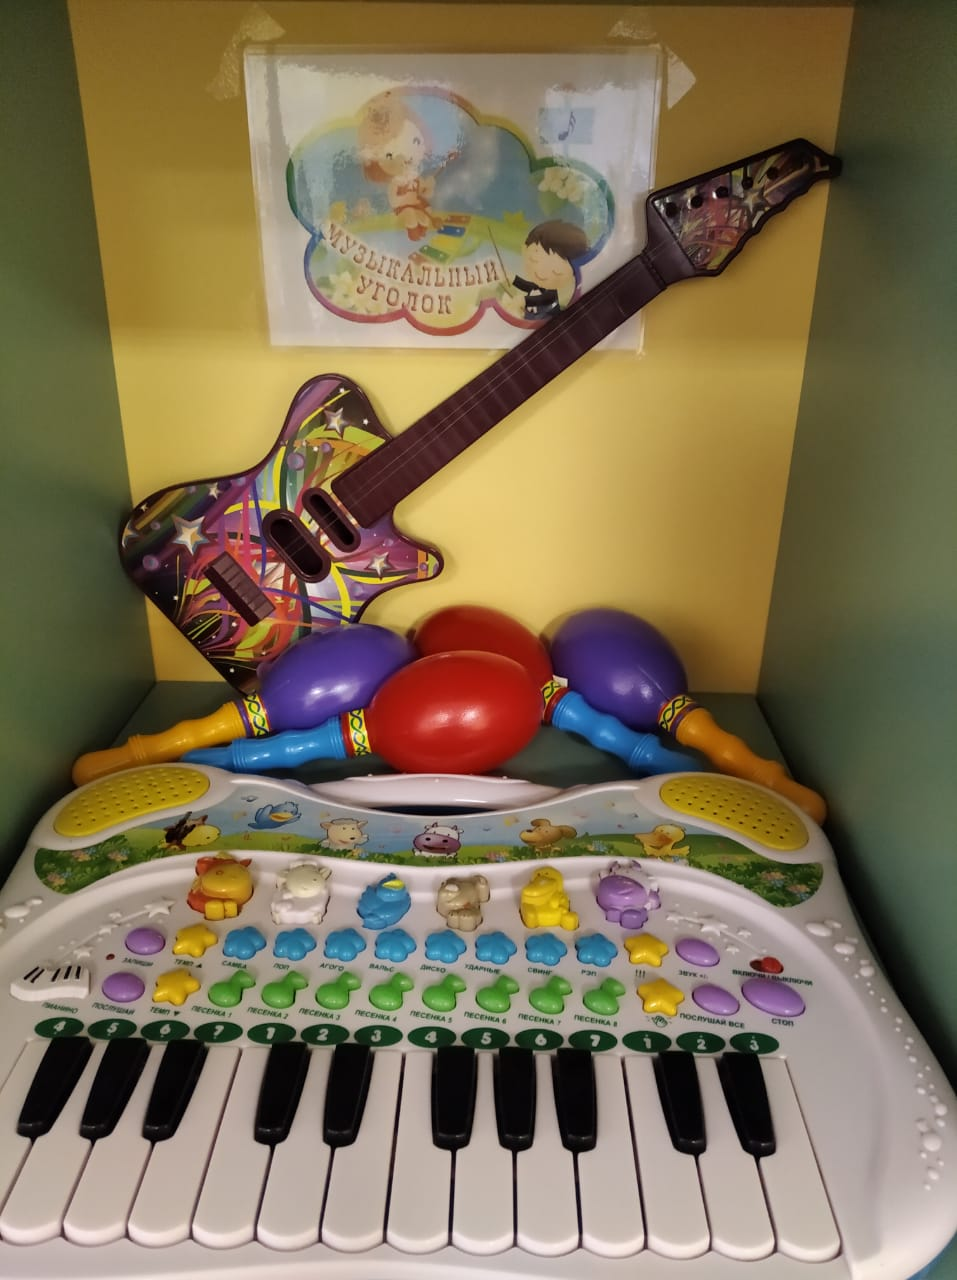 МУЗЫКАЛЬНЫЙ
УГОЛОК
ЗАПИШИ ТЕМП ▲ САМБА ПОП АГОГО ВАЛЬС ДИСКО УДАРНЫЕ СВИНГ РЭП ЗВУК +/- ВКЛЮЧИ / ВЫКЛЮЧИ
ПИАНИНО ПОСЛУШАЙ ТЕМП ▼ ПЕСЕНКА 1 ПЕСЕНКА 2 ПЕСЕНКА 3 ПЕСЕНКА 4 ПЕСЕНКА 5 ПЕСЕНКА 6 ПЕСЕНКА 7 ПЕСЕНКА 8 ПОСЛУШАЙ ВСЕ СТОП
4 5 6 7 1 2 3 4 5 6 7 1 2 3